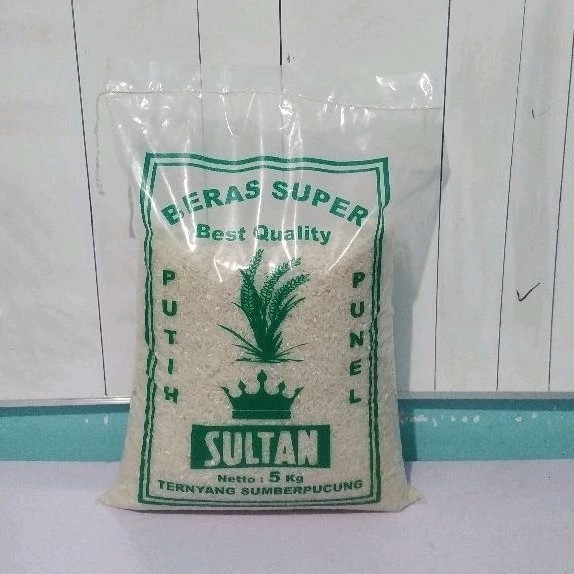 BERAS SUPER
Best Quality
PUTIH
PUNEL
SULTAN
Netto : 5 Kg
TERNYANG SUMBERPUCUNG